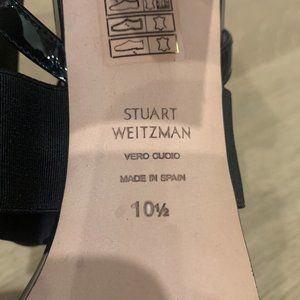 STUART
WEITZMAN
VERO CUOIO
MADE IN SPAIN
10½